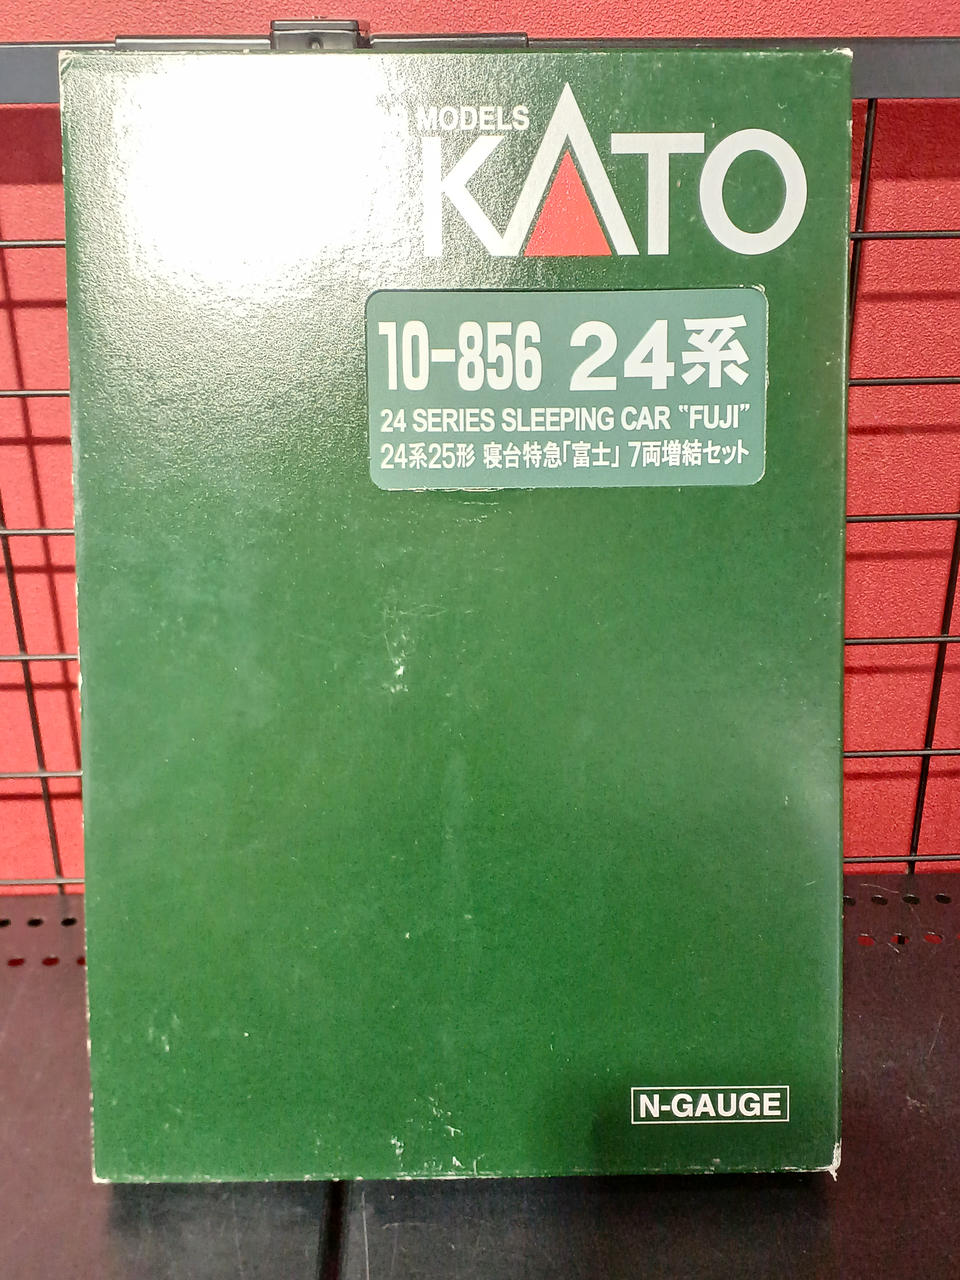 MODELS
KATO
10-856 24系
24 SERIES SLEEPING CAR "FUJI"
24系25形 寝台特急「富士」 7両増結セット
N-GAUGE